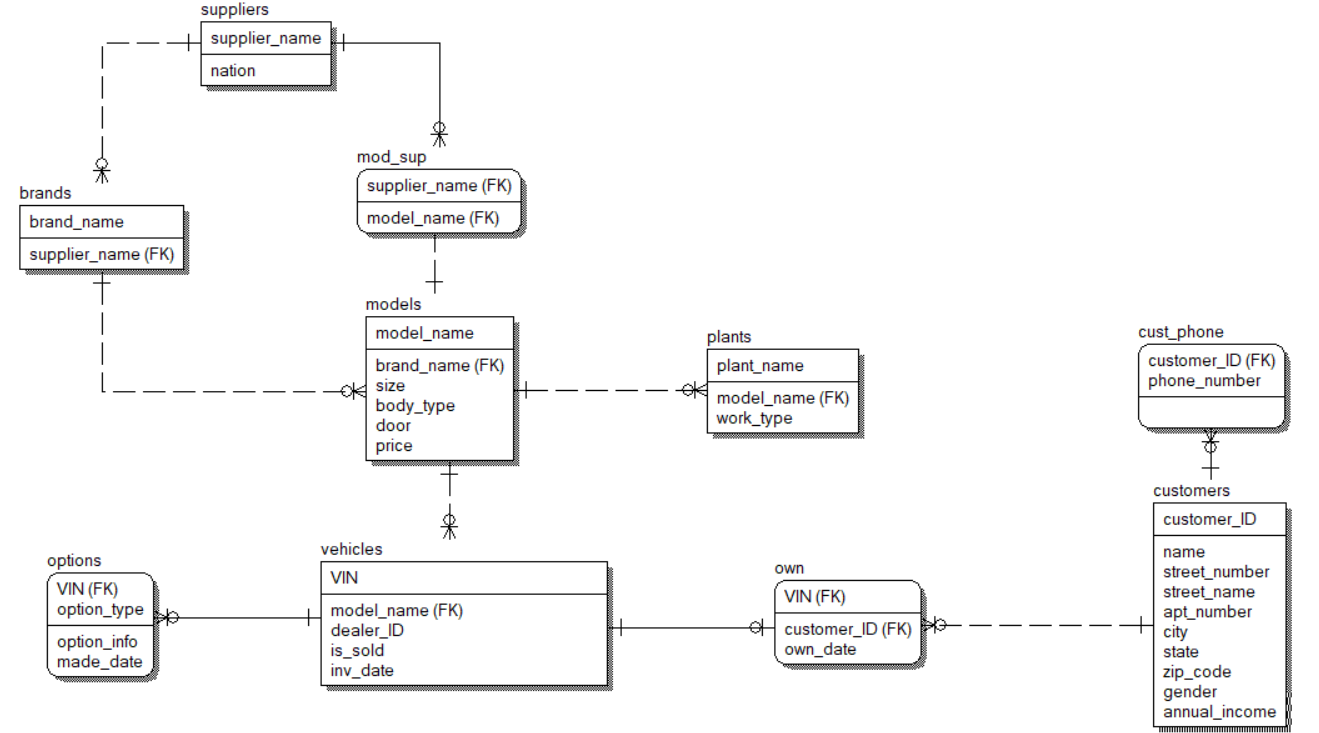 suppliers
supplier_name
nation
mod_sup
supplier_name (FK)
model_name (FK)
brands
brand_name
supplier_name (FK)
models
model_name
brand_name (FK)
size
body_type
door
price
plants
plant_name
model_name (FK)
work_type
cust_phone
customer_ID (FK)
phone_number
customers
customer_ID
name
street_number
street_name
apt_number
city
state
zip_code
gender
annual_income
options
VIN (FK)
option_type
option_info
made_date
vehicles
VIN
model_name (FK)
dealer_ID
is_sold
inv_date
own
VIN (FK)
customer_ID (FK)
own_date